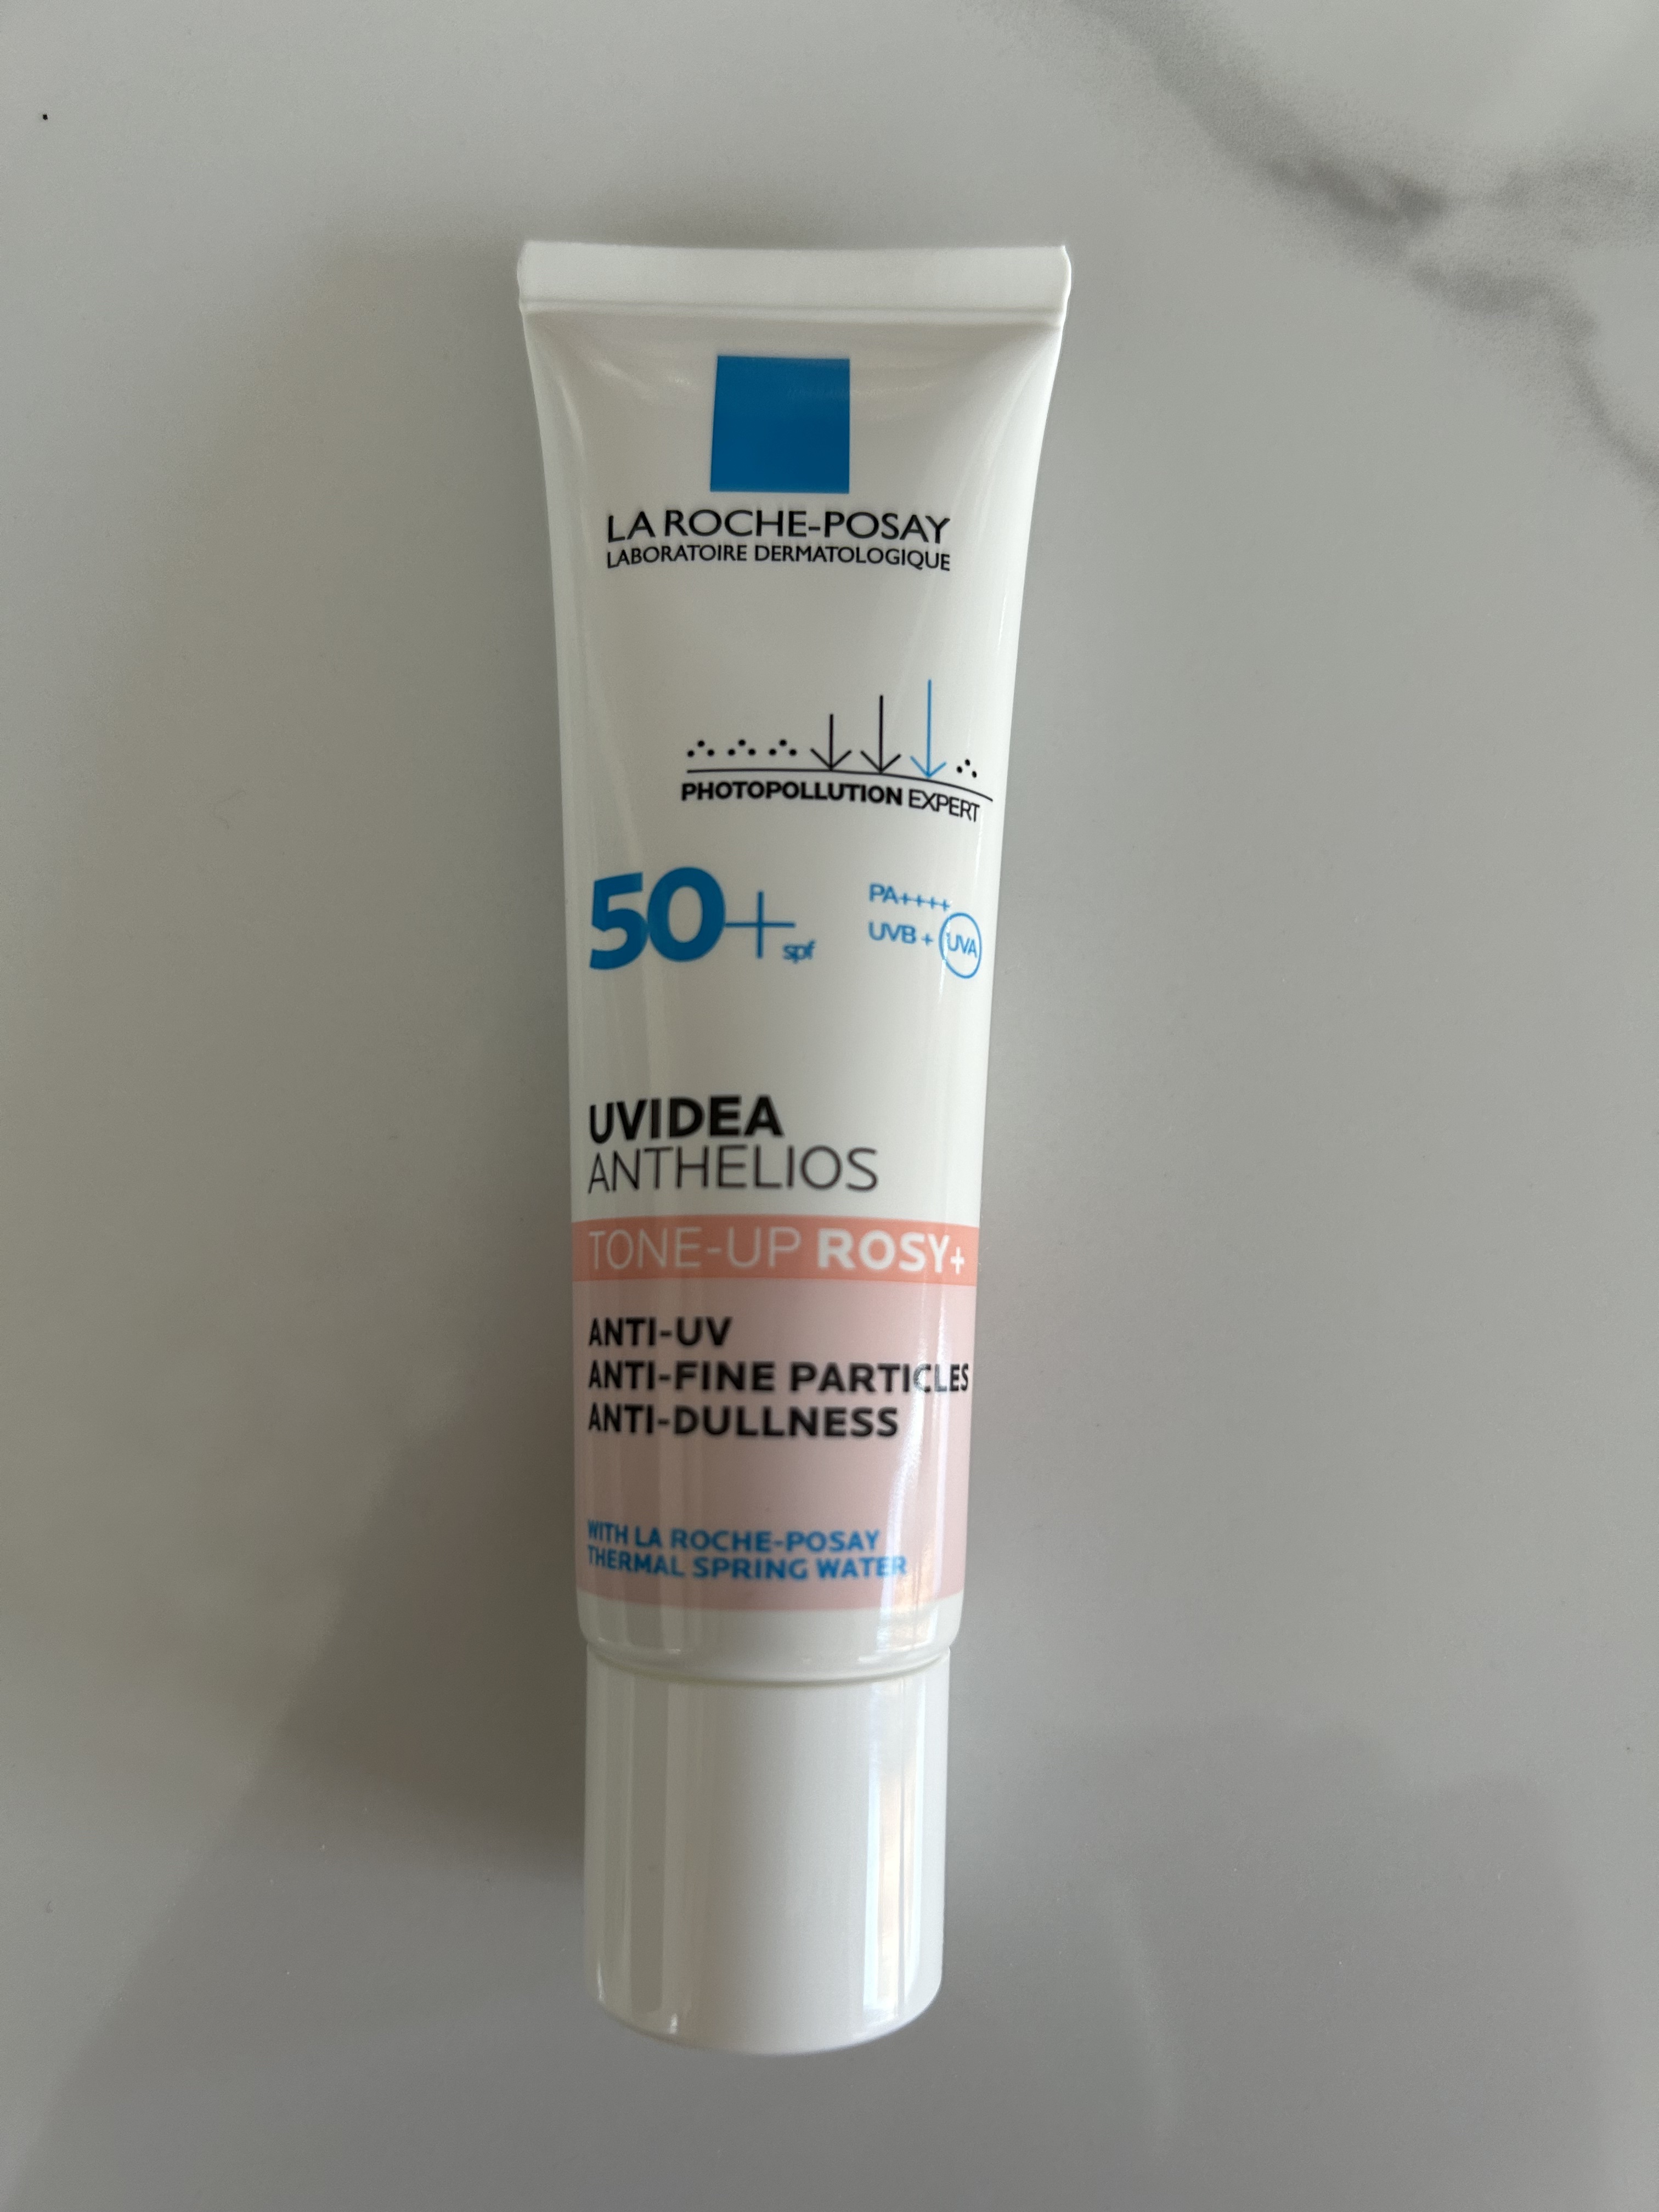 LA ROCHE-POSAY
LABORATOIRE DERMATOLOGIQUE
PHOTOPOLLUTION EXPERT
50+ spf
PA++++
UVB + UVA
UVIDEA
ANTHELIOS
TONE-UP ROSY+
ANTI-UV
ANTI-FINE PARTICLES
ANTI-DULLNESS
WITH LA ROCHE-POSAY
THERMAL SPRING WATER